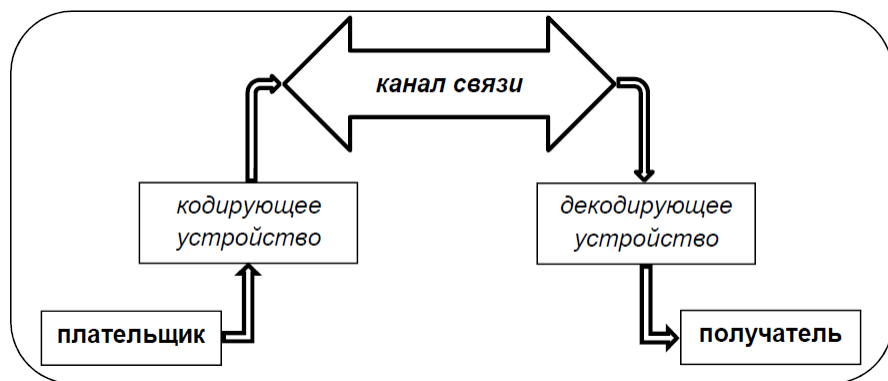 канал связи
кодирующее
устройство
декодирующее
устройство
плательщик
получатель